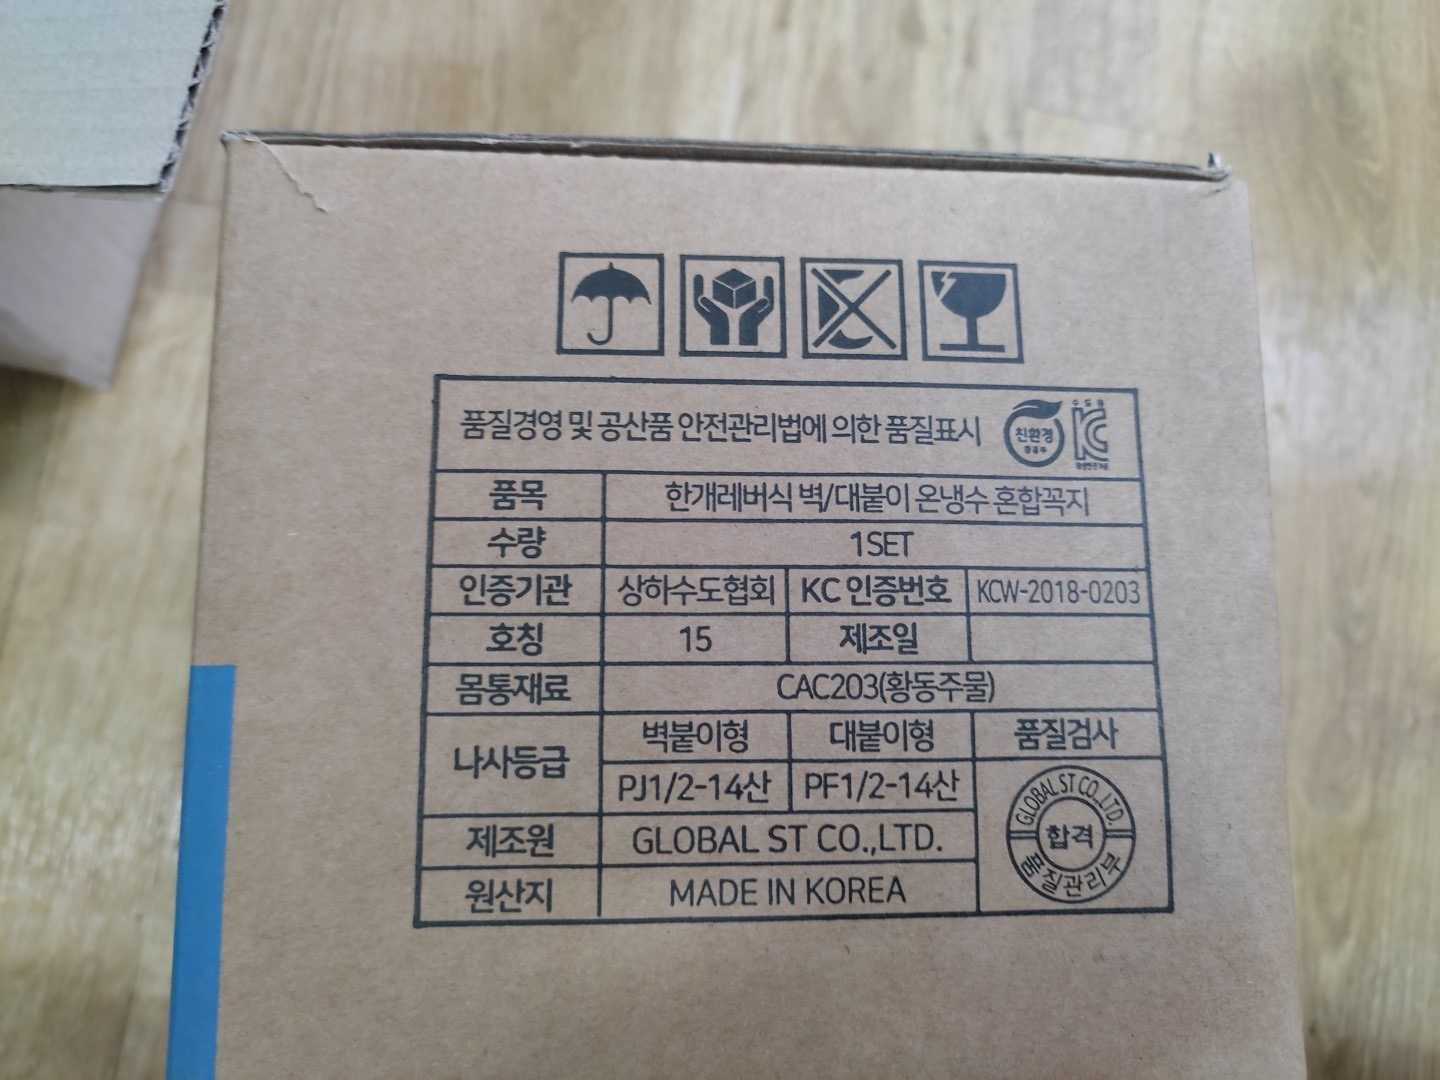 품질경영 및 공산품 안전관리법에 의한 품질표시
친환경
수도용
품목 한개레버식 벽/대붙이 온냉수 혼합꼭지
수량 1SET
인증기관 상하수도협회 KC 인증번호 KCW-2018-0203
호칭 15 제조일
몸통재료 CAC203(황동주물)
나사등급 벽붙이형 대붙이형 품질검사
PJ1/2-14산 PF1/2-14산
제조원 GLOBAL ST CO.,LTD.
원산지 MADE IN KOREA
GLOBAL ST CO.,LTD.
합격
품질관리부